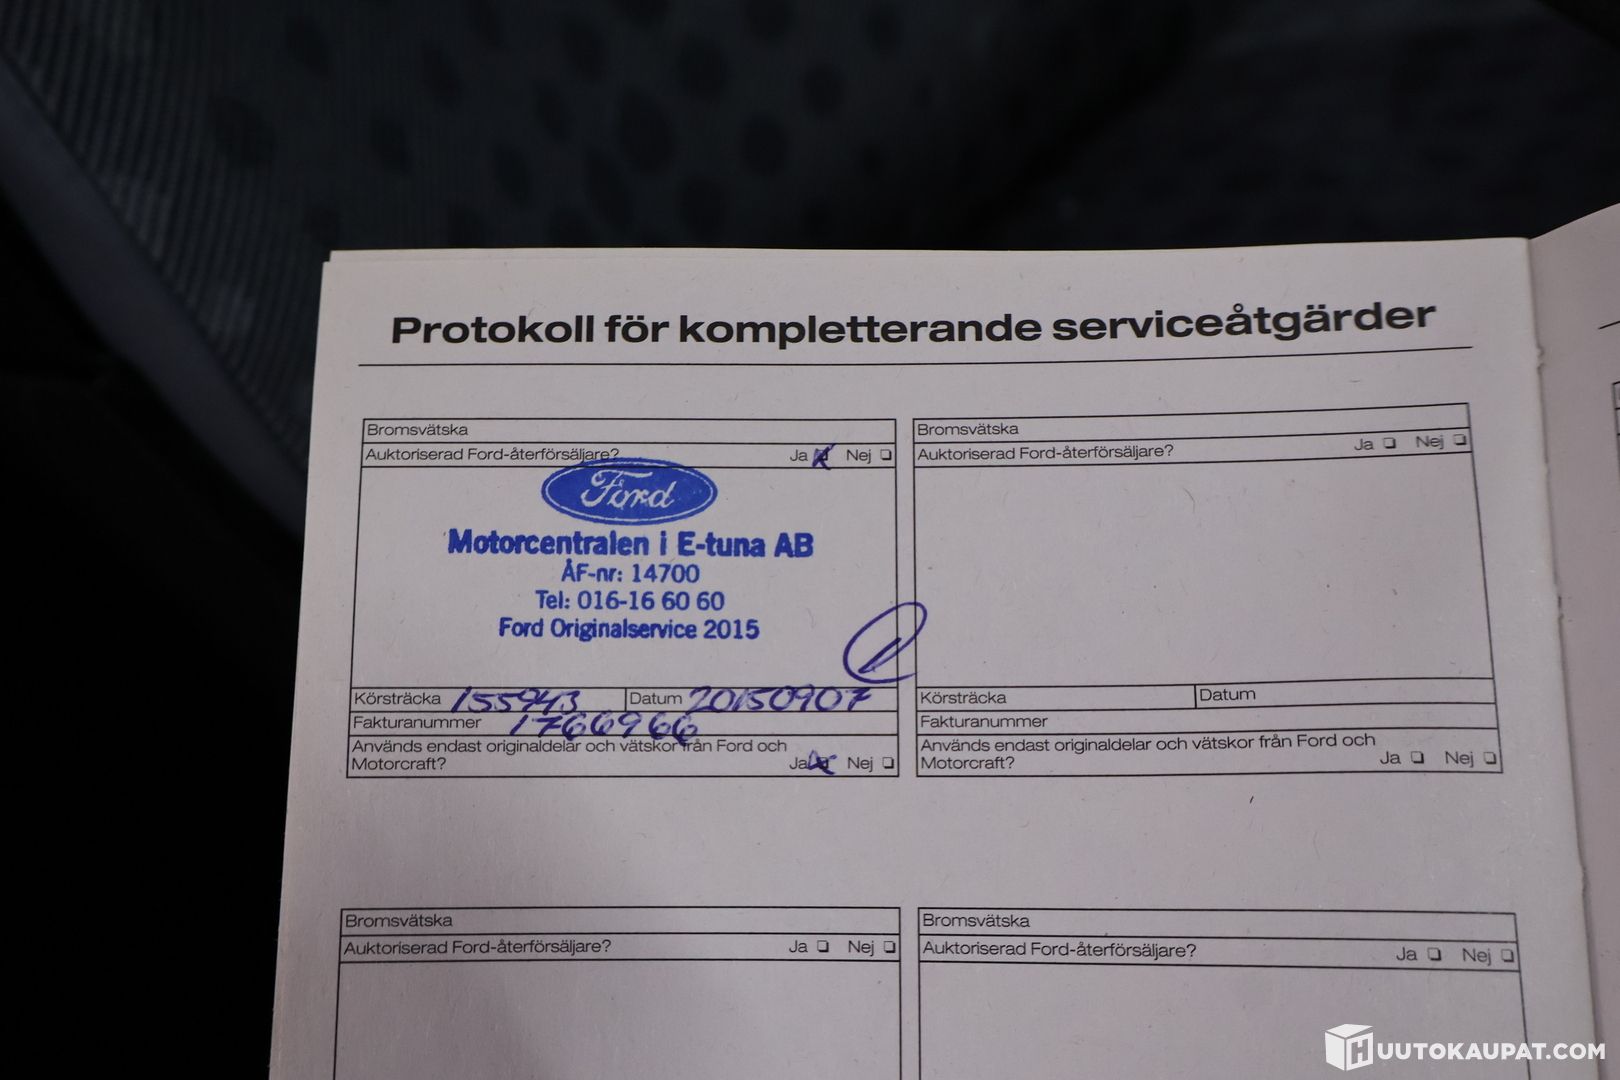 Protokoll för kompletterande serviceåtgärder
Bromsvätska
Auktoriserad Ford-återförsäljare? Ja Nej
Ford
Motorcentralen i E-tuna AB
ÅF-nr: 14700
Tel: 016-16 60 60
Ford Originalservice 2015
Körsträcka 155943 Datum 20150907
Fakturanummer 1766966
Används endast originaldelar och vätskor från Ford och
Motorcraft? Ja Nej
Bromsvätska
Auktoriserad Ford-återförsäljare? Ja Nej
Körsträcka Datum
Fakturanummer
Används endast originaldelar och vätskor från Ford och
Motorcraft? Ja Nej
Bromsvätska
Auktoriserad Ford-återförsäljare? Ja Nej
Bromsvätska
Auktoriserad Ford-återförsäljare? Ja Nej
HUUTOKAUPAT.COM